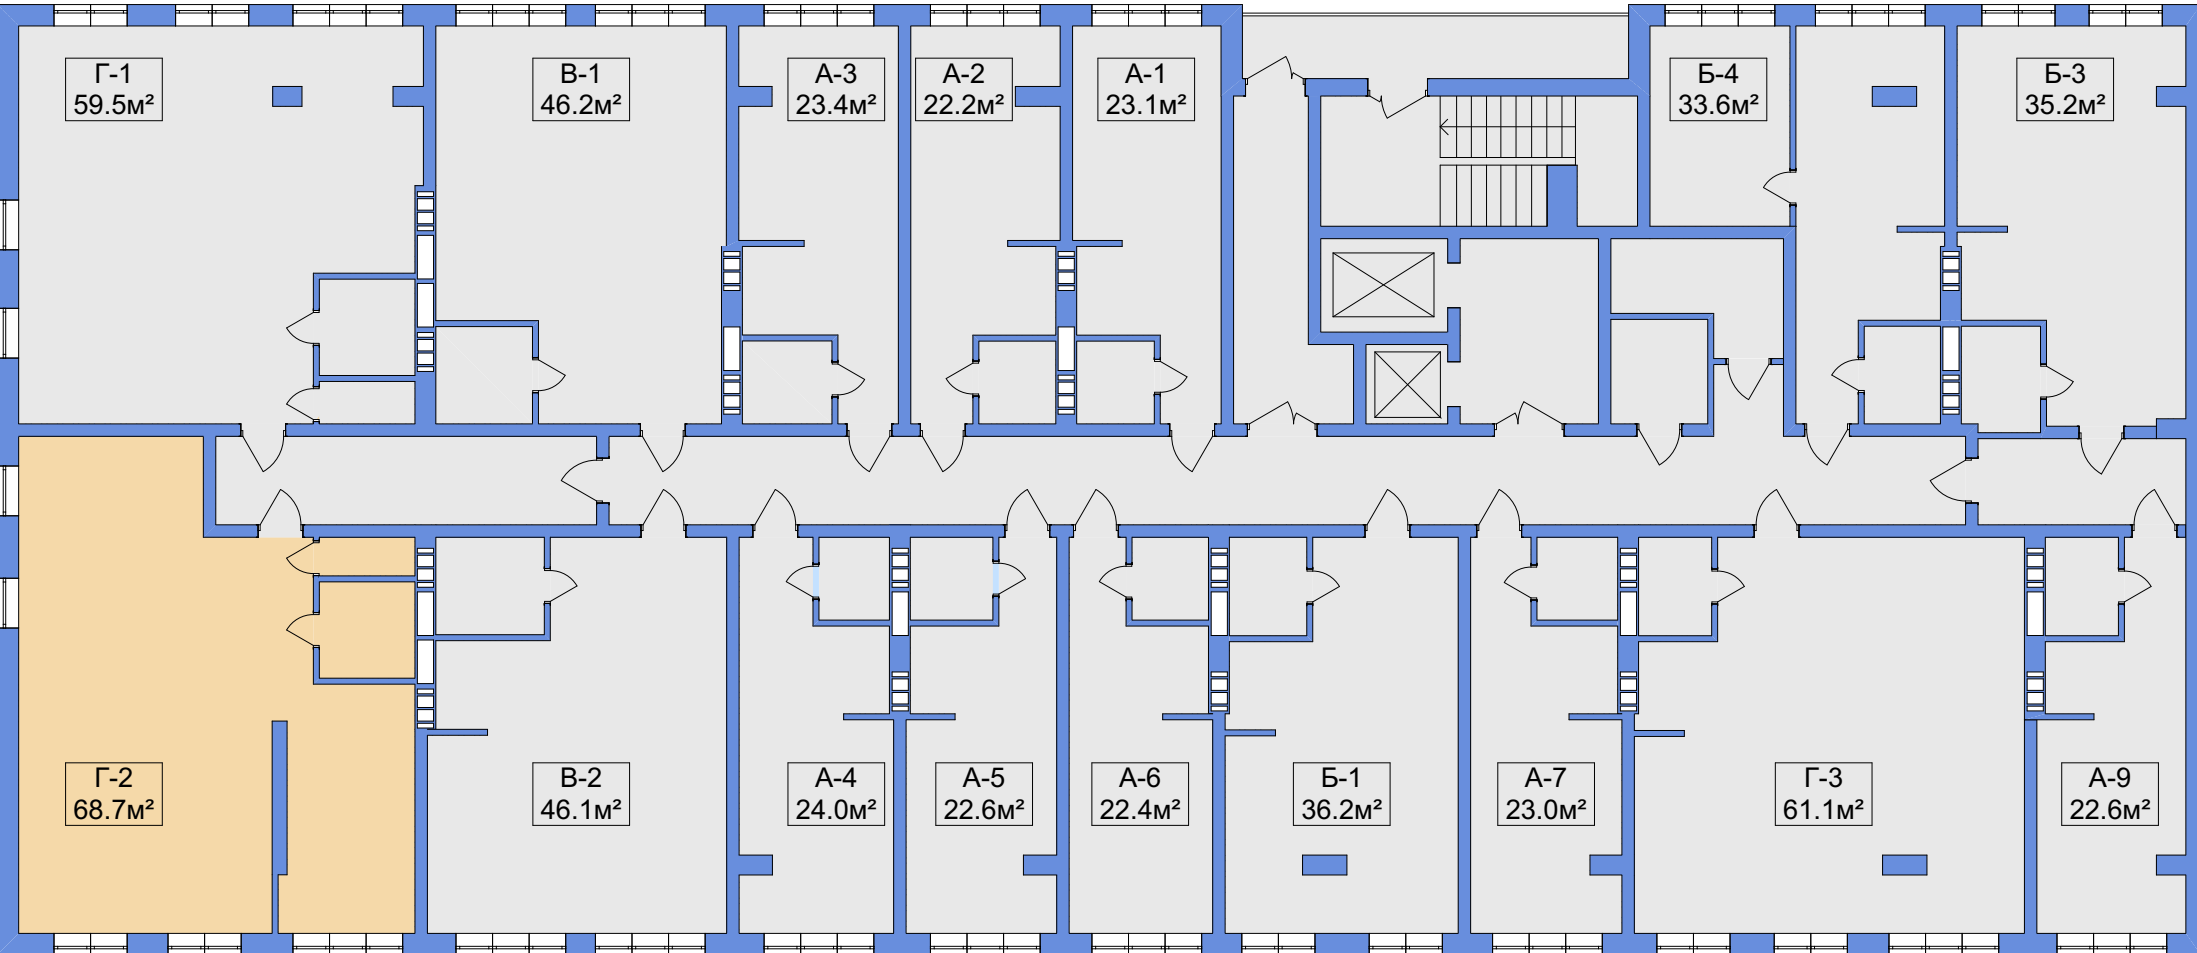 Г-1
59.5м²
В-1
46.2м²
А-3
23.4м²
А-2
22.2м²
А-1
23.1м²
Б-4
33.6м²
Б-3
35.2м²
Г-2
68.7м²
В-2
46.1м²
А-4
24.0м²
А-5
22.6м²
А-6
22.4м²
Б-1
36.2м²
А-7
23.0м²
Г-3
61.1м²
А-9
22.6м²